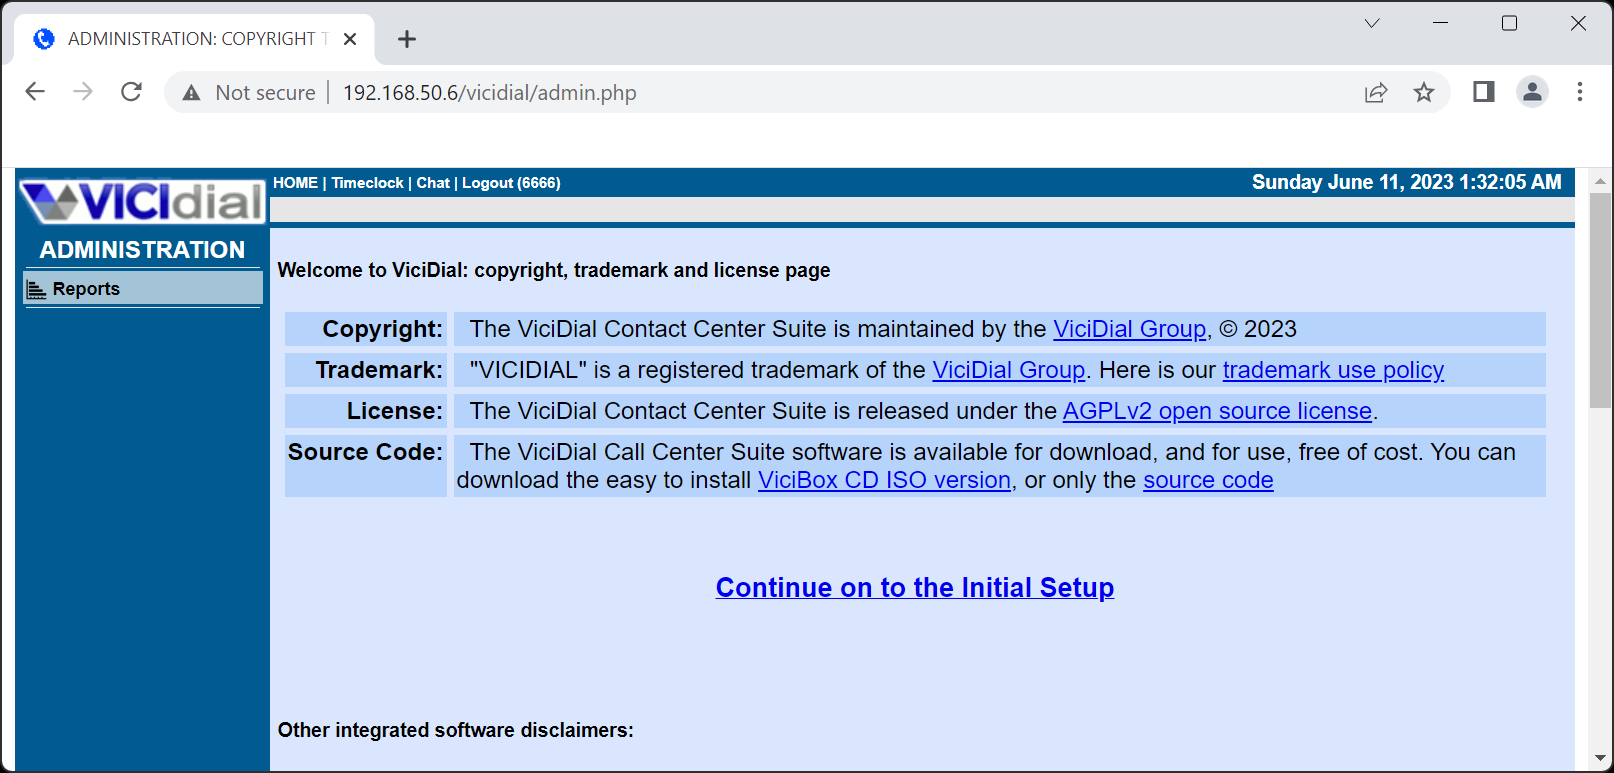 ADMINISTRATION: COPYRIGHT T
Not secure | 192.168.50.6/vicidial/admin.php
VICIdial
HOME | Timeclock | Chat | Logout (6666)
Sunday June 11, 2023 1:32:05 AM
ADMINISTRATION
Reports
Welcome to ViciDial: copyright, trademark and license page
Copyright: The ViciDial Contact Center Suite is maintained by the ViciDial Group, © 2023
Trademark: "VICIDIAL" is a registered trademark of the ViciDial Group. Here is our trademark use policy
License: The ViciDial Contact Center Suite is released under the AGPLv2 open source license.
Source Code: The ViciDial Call Center Suite software is available for download, and for use, free of cost. You can
download the easy to install ViciBox CD ISO version, or only the source code
Continue on to the Initial Setup
Other integrated software disclaimers: